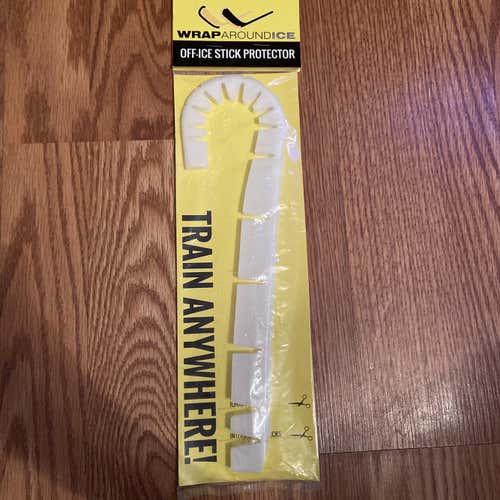 WRAPAROUNDICE
OFF-ICE STICK PROTECTOR
TRAIN ANYWHERE!